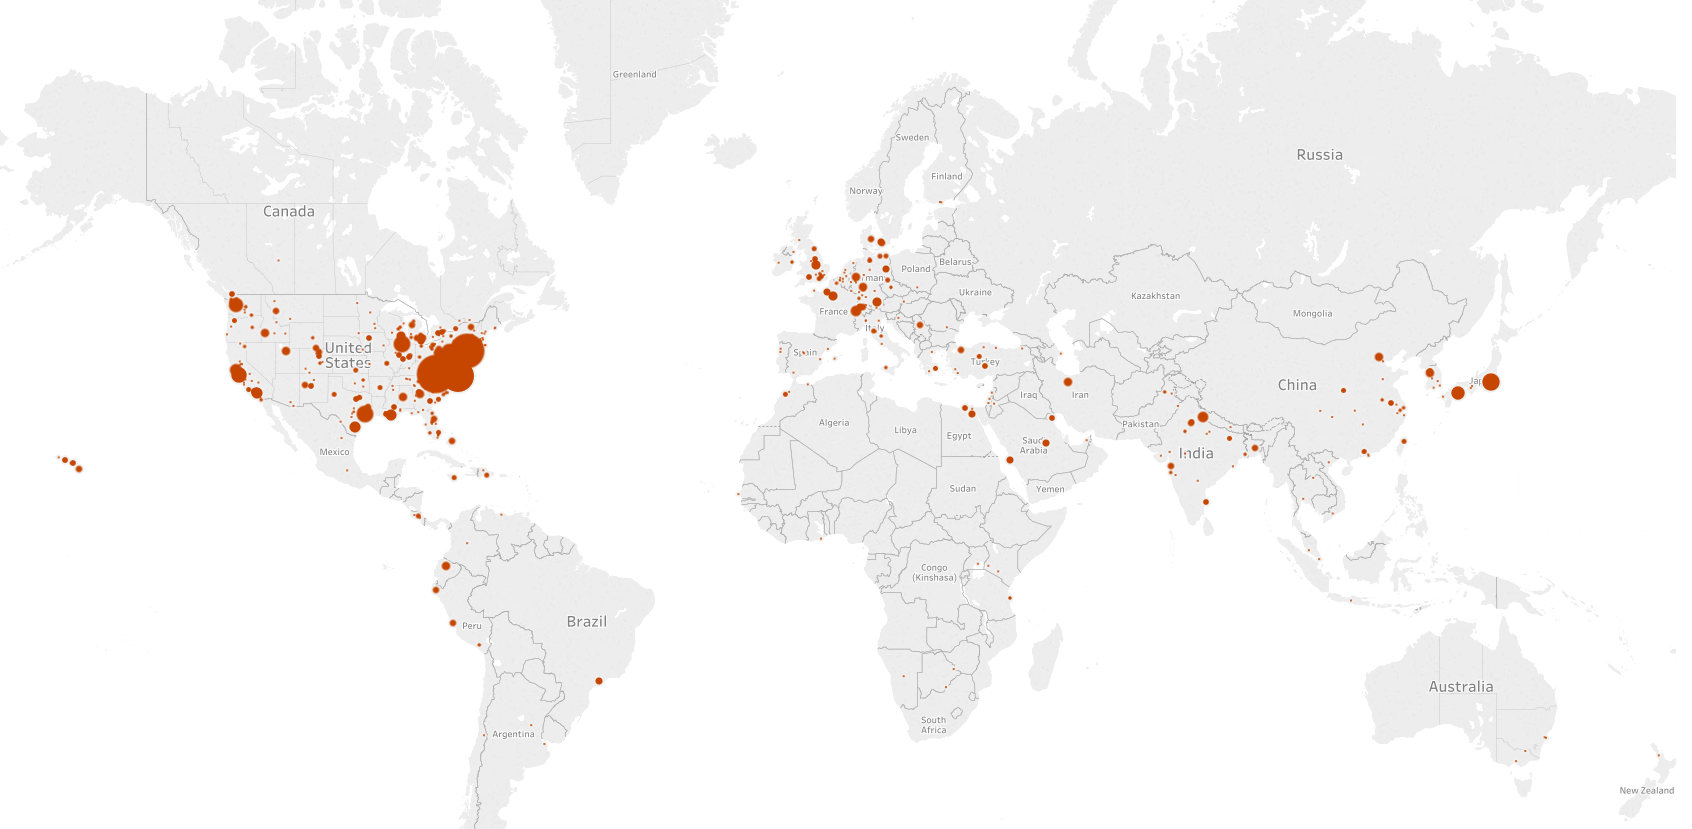 Greenland
Sweden
Russia
Finland
Norway
Canada
Belarus
Poland
Ukraine
Kazakhstan
France
Mongolia
Italy
United
States
Spain
Turkey
China
Iraq
Iran
Algeria
Pakistan
Libya
Egypt
Saudi
Arabia
Mexico
India
Sudan
Yemen
Congo
(Kinshasa)
Brazil
Peru
Australia
South
Africa
Argentina
New Zealand